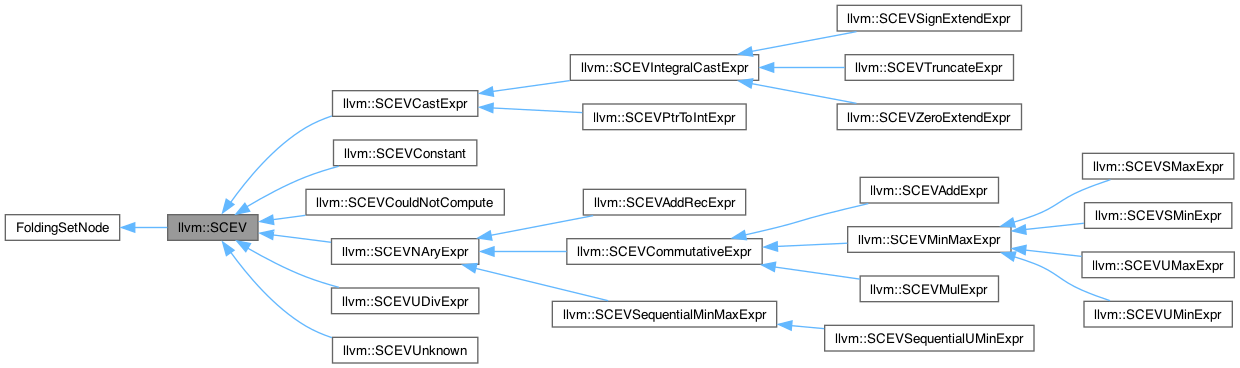 llvm::SCEVSignExtendExpr
llvm::SCEVIntegralCastExpr
llvm::SCEVTruncateExpr
llvm::SCEVCastExpr
llvm::SCEVPtrToIntExpr
llvm::SCEVZeroExtendExpr
llvm::SCEVConstant
llvm::SCEVSMaxExpr
llvm::SCEVCouldNotCompute
llvm::SCEVAddRecExpr
llvm::SCEVAddExpr
llvm::SCEVSMinExpr
FoldingSetNode
llvm::SCEV
llvm::SCEVNAryExpr
llvm::SCEVCommutativeExpr
llvm::SCEVMinMaxExpr
llvm::SCEVUMaxExpr
llvm::SCEVUDivExpr
llvm::SCEVMulExpr
llvm::SCEVSequentialMinMaxExpr
llvm::SCEVUMinExpr
llvm::SCEVSequentialUMinExpr
llvm::SCEVUnknown